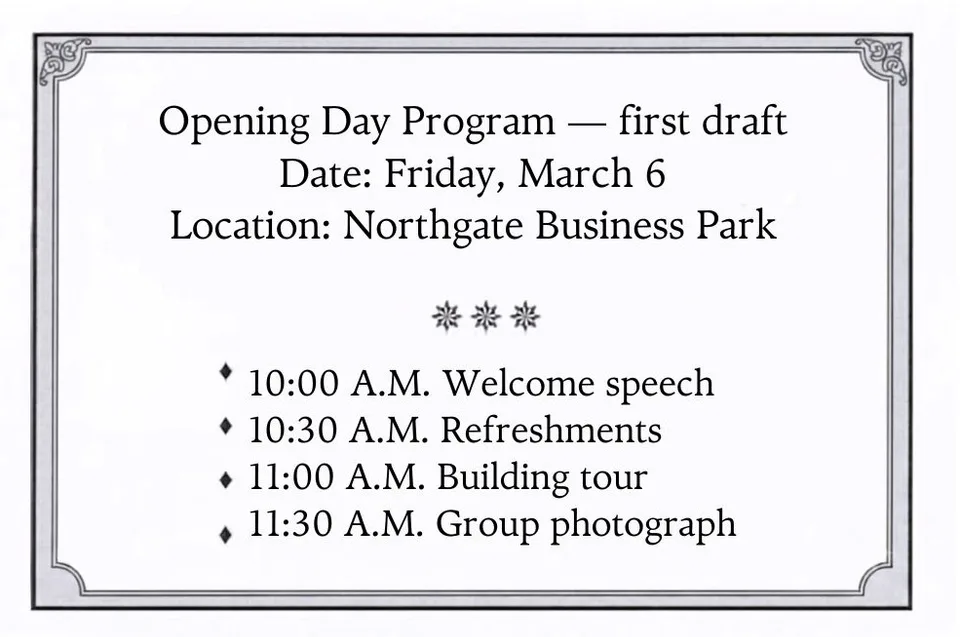 Opening Day Program — first draft
Date: Friday, March 6
Location: Northgate Business Park
10:00 A.M. Welcome speech
10:30 A.M. Refreshments
11:00 A.M. Building tour
11:30 A.M. Group photograph